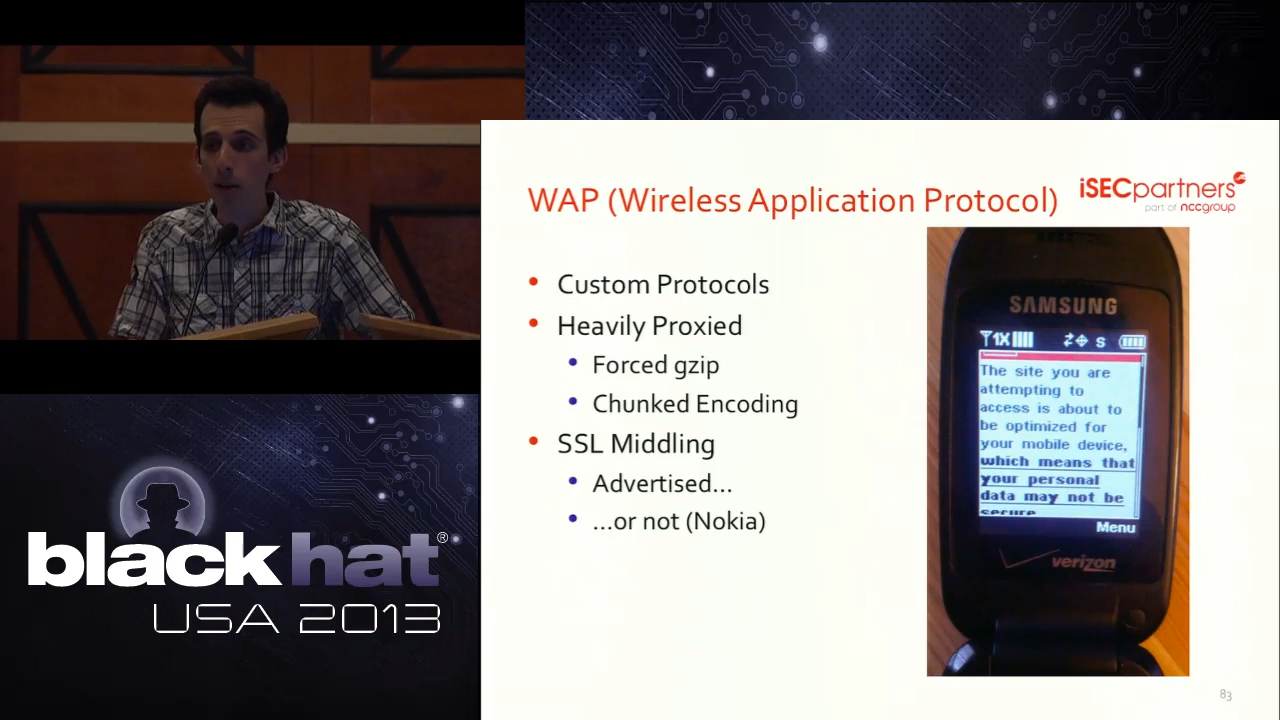 WAP (Wireless Application Protocol)
iSECpartners
part of nccgroup
• Custom Protocols
• Heavily Proxied
• Forced gzip
• Chunked Encoding
• SSL Middling
• Advertised...
• ...or not (Nokia)
SAMSUNG
1X
S
The site you are
attempting to
access is about to
be optimized for
your mobile device,
which means that
your personal
data may not be
secure
Menu
verizon
83
black hat®
USA 2013